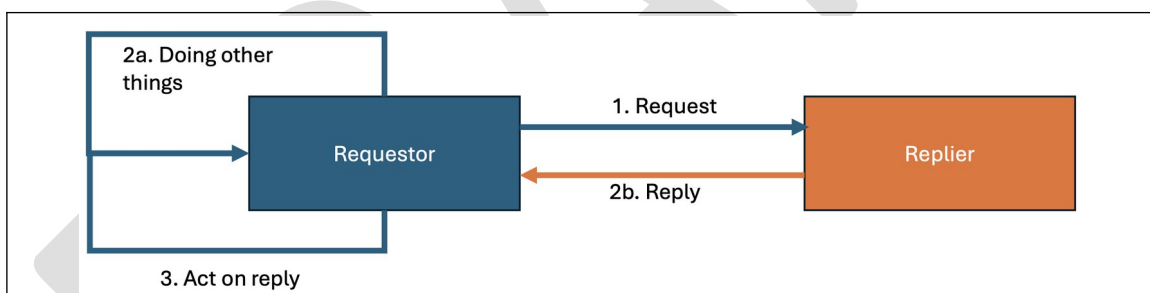 2a. Doing other
things
1. Request
Requestor
Replier
2b. Reply
3. Act on reply